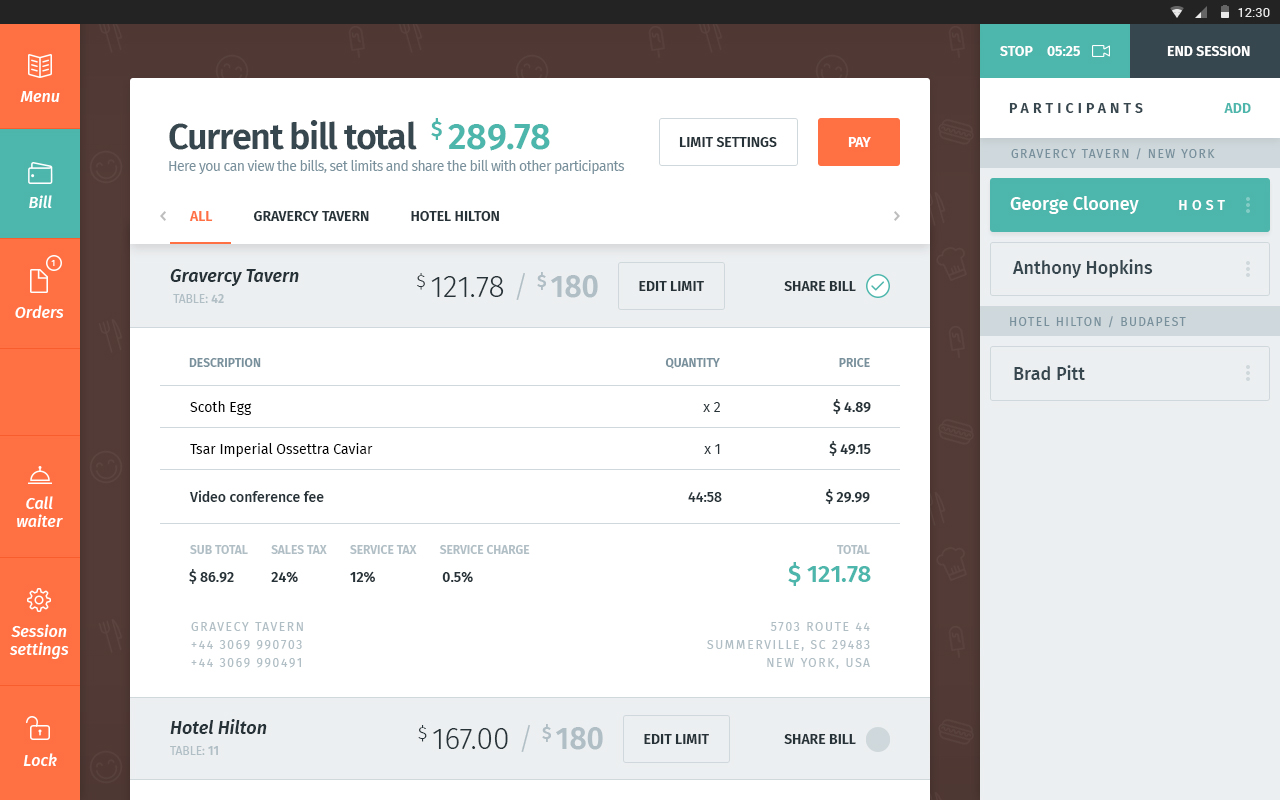 12:30
Menu
Bill
1
Orders
Call
waiter
Session
settings
Lock
Current bill total $ 289.78
Here you can view the bills, set limits and share the bill with other participants
LIMIT SETTINGS
PAY
ALL GRAVERCY TAVERN HOTEL HILTON
Gravercy Tavern
TABLE: 42
$ 121.78 / $ 180
EDIT LIMIT
SHARE BILL
DESCRIPTION QUANTITY PRICE
Scoth Egg x 2 $ 4.89
Tsar Imperial Ossettra Caviar x 1 $ 49.15
Video conference fee 44:58 $ 29.99
SUB TOTAL SALES TAX SERVICE TAX SERVICE CHARGE TOTAL
$ 86.92 24% 12% 0.5% $ 121.78
GRAVECY TAVERN 5703 ROUTE 44
+44 3069 990703 SUMMERVILLE, SC 29483
+44 3069 990491 NEW YORK, USA
Hotel Hilton
TABLE: 11
$ 167.00 / $ 180
EDIT LIMIT
SHARE BILL
STOP 05:25
END SESSION
PARTICIPANTS ADD
GRAVERCY TAVERN / NEW YORK
George Clooney HOST
Anthony Hopkins
HOTEL HILTON / BUDAPEST
Brad Pitt